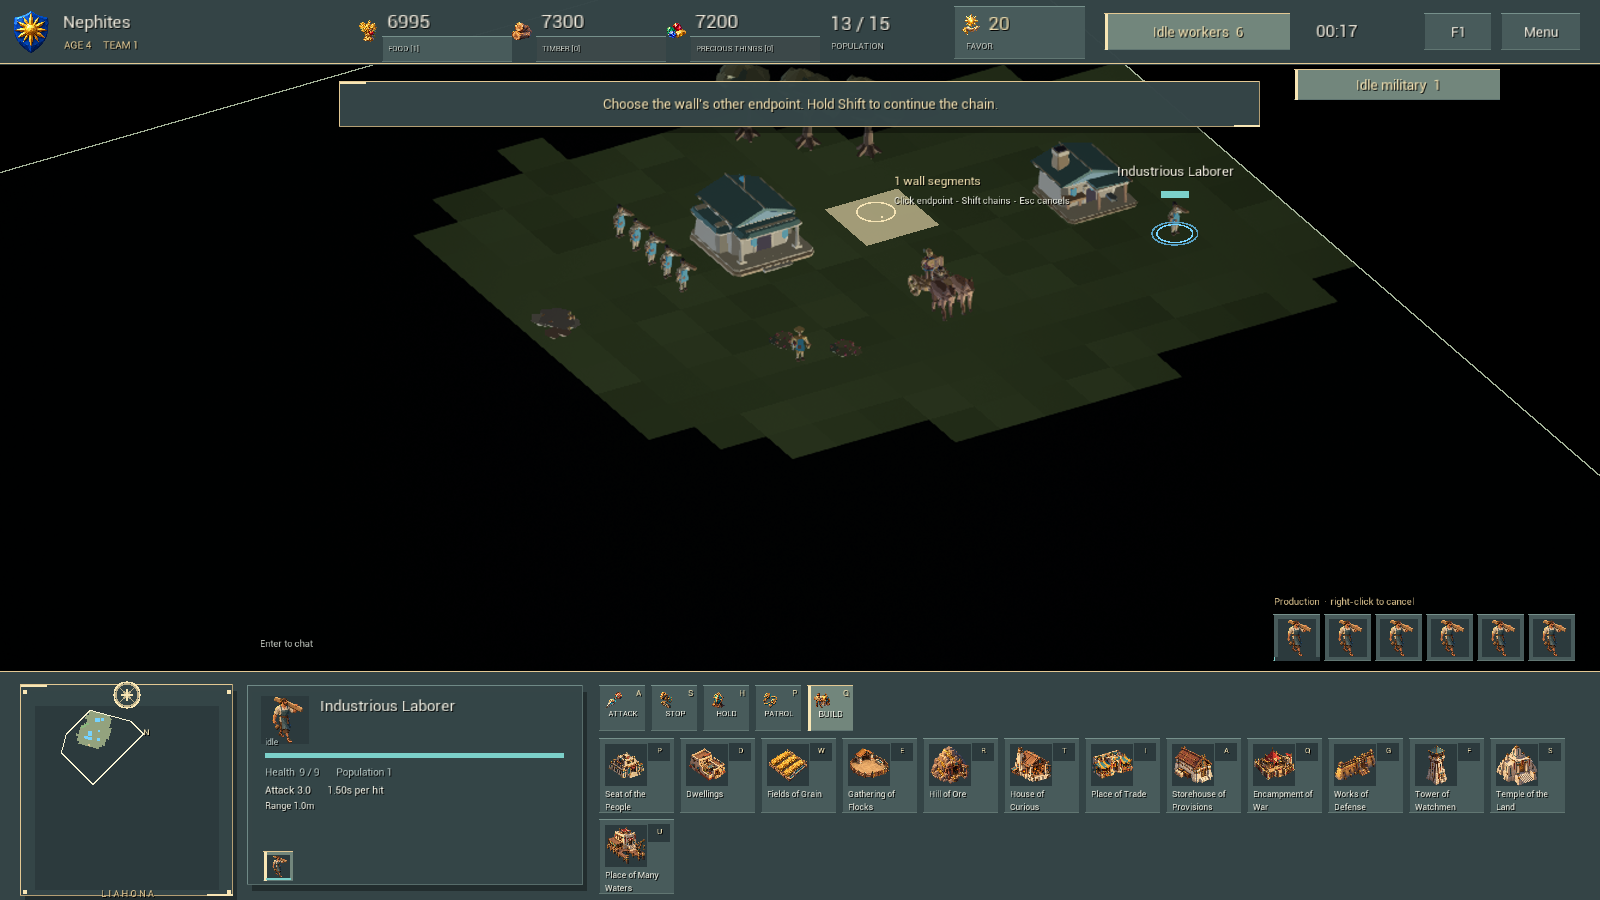 Nephites
AGE 4 TEAM 1
6995
FOOD [1]
7300
TIMBER [0]
7200
PRECIOUS THINGS [0]
13 / 15
POPULATION
20
FAVOR
Idle workers 6
00:17
F1
Menu
Idle military 1
Choose the wall's other endpoint. Hold Shift to continue the chain.
Industrious Laborer
1 wall segments
Click endpoint - Shift chains - Esc cancels
Production · right-click to cancel
Enter to chat
N
LIAHONA
Industrious Laborer
idle
Health 9 / 9 Population 1
Attack 3.0 1.50s per hit
Range 1.0m
A
ATTACK
S
STOP
H
HOLD
P
PATROL
Q
BUILD
P
Seat of the
People
D
Dwellings
W
Fields of Grain
E
Gathering of
Flocks
R
Hill of Ore
T
House of
Curious
I
Place of Trade
A
Storehouse of
Provisions
Q
Encampment of
War
G
Works of
Defense
F
Tower of
Watchmen
S
Temple of the
Land
U
Place of Many
Waters